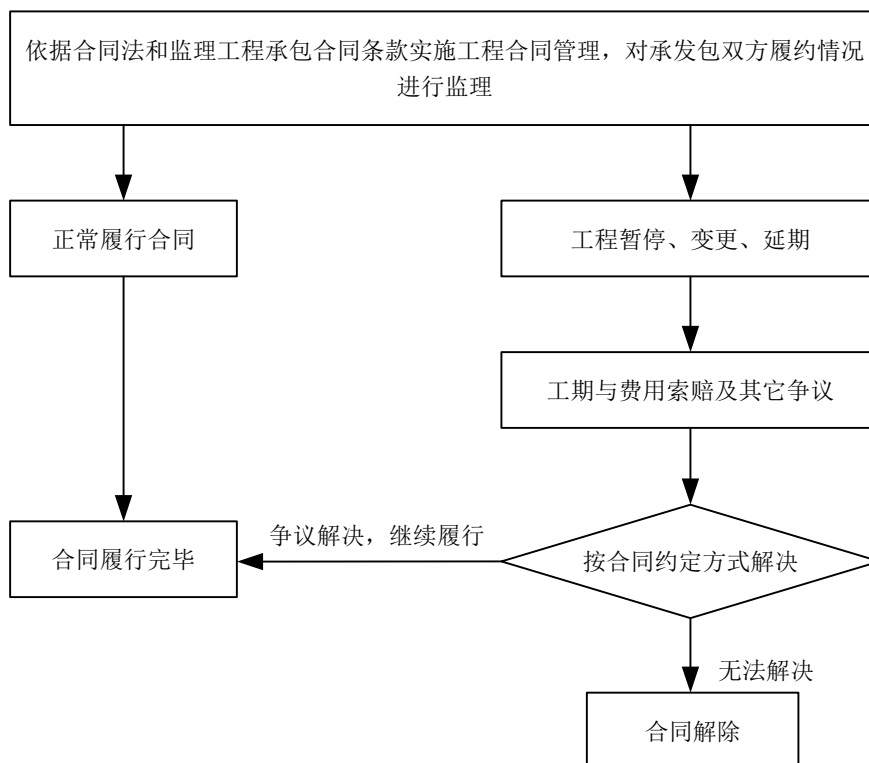 依据合同法和监理工程承包合同条款实施工程合同管理，对承发包双方履约情况
进行监理
正常履行合同
工程暂停、变更、延期
工期与费用索赔及其它争议
争议解决，继续履行
合同履行完毕
按合同约定方式解决
无法解决
合同解除